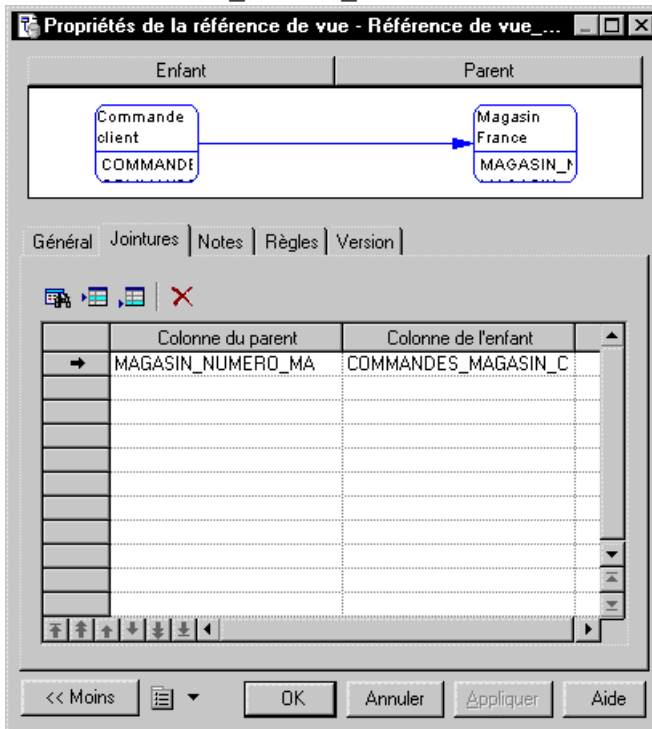 Propriétés de la référence de vue - Référence de vue_...
Enfant Parent
Commande
client
COMMANDE
Magasin
France
MAGASIN_N
Général Jointures Notes Règles Version
Colonne du parent Colonne de l'enfant
MAGASIN_NUMERO_MA COMMANDES_MAGASIN_C
<< Moins OK Annuler Appliquer Aide